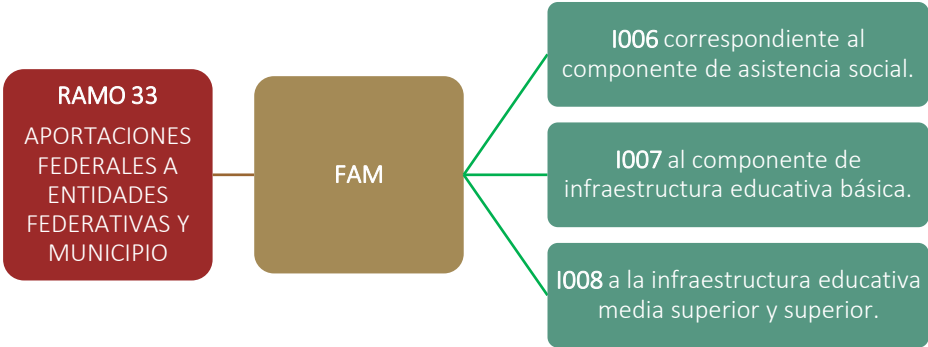 RAMO 33
APORTACIONES
FEDERALES A
ENTIDADES
FEDERATIVAS Y
MUNICIPIO
FAM
I006 correspondiente al
componente de asistencia social.
I007 al componente de
infraestructura educativa básica.
I008 a la infraestructura educativa
media superior y superior.